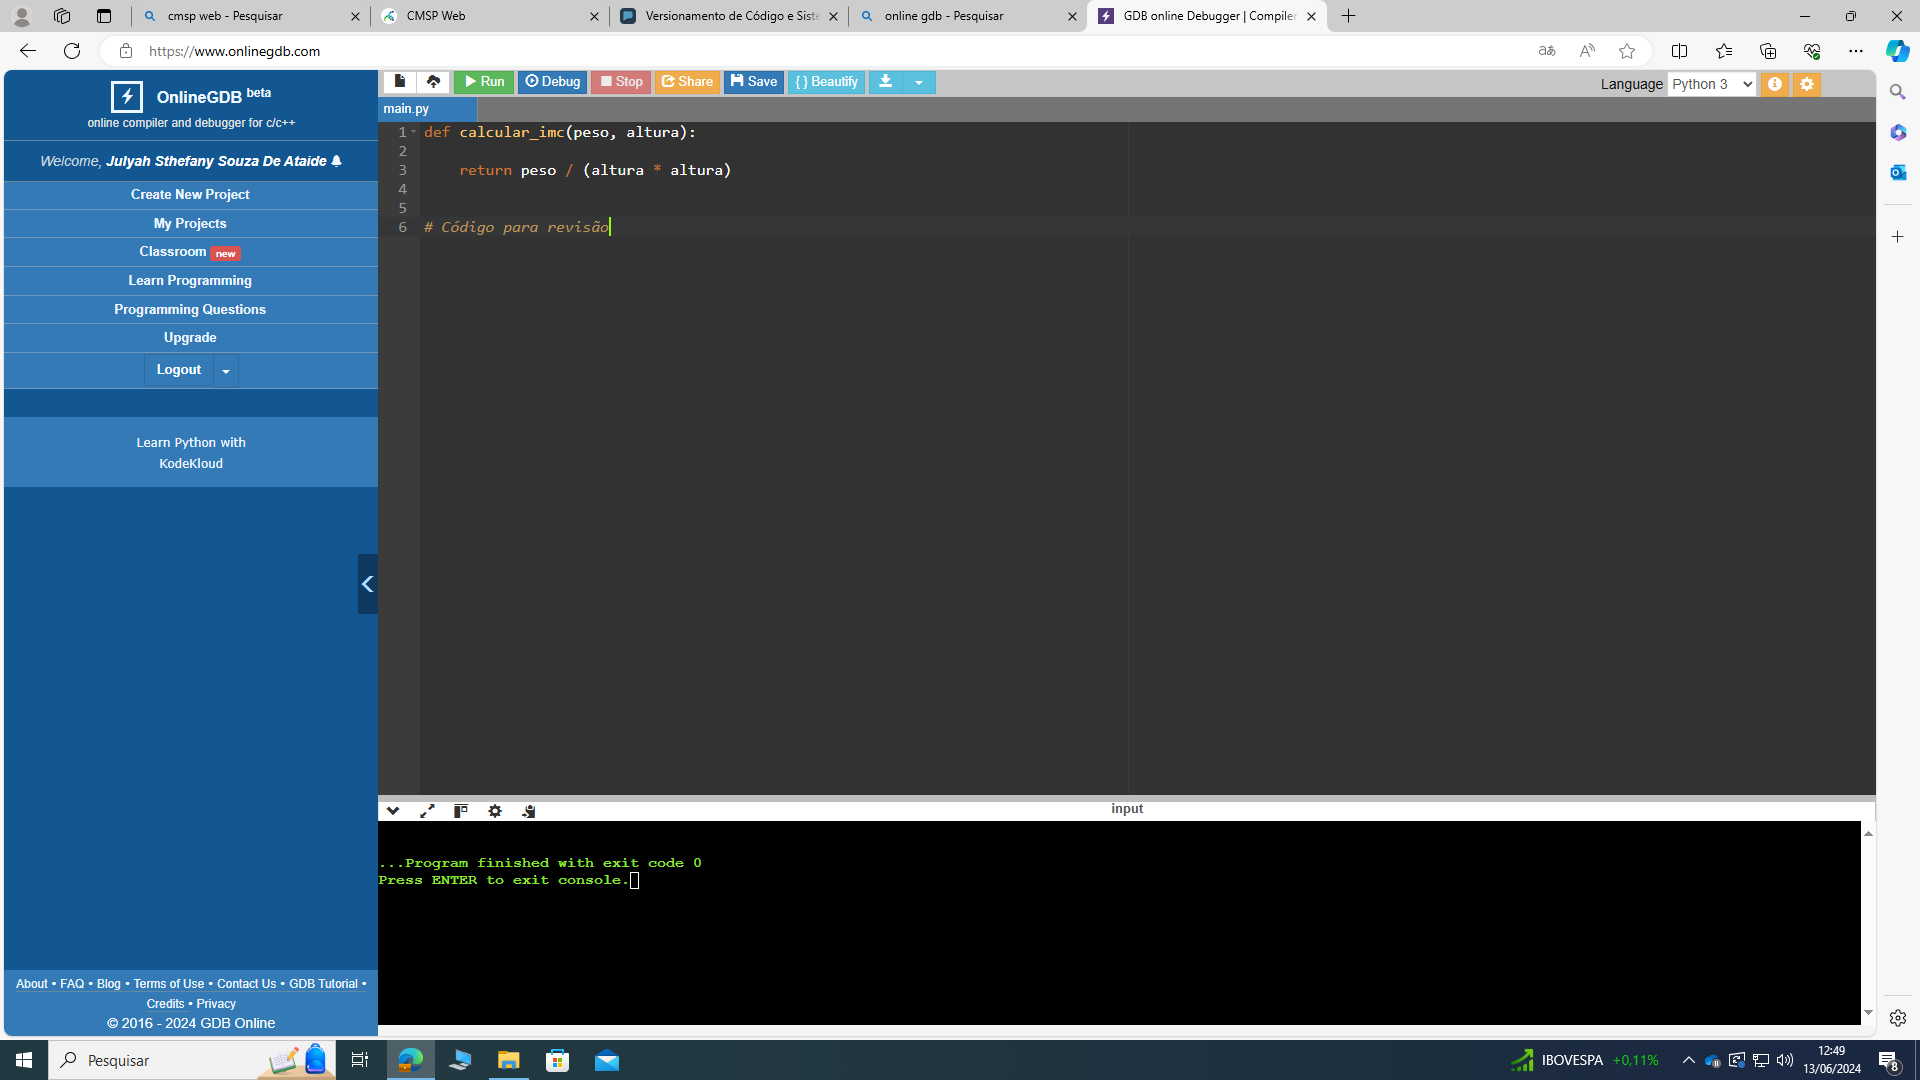 cmsp web - Pesquisar
CMSP Web
Versionamento de Código e Siste
online gdb - Pesquisar
GDB online Debugger | Compiler
https://www.onlinegdb.com
OnlineGDB beta
online compiler and debugger for c/c++
Welcome, Julyah Sthefany Souza De Ataide
Create New Project
My Projects
Classroom new
Learn Programming
Programming Questions
Upgrade
Logout
Learn Python with
KodeKloud
About • FAQ • Blog • Terms of Use • Contact Us • GDB Tutorial •
Credits • Privacy
© 2016 - 2024 GDB Online
Run
Debug
Stop
Share
Save
{ } Beautify
Language Python 3
main.py
1 def calcular_imc(peso, altura):
2
3 return peso / (altura * altura)
4
5
6 # Código para revisão
input
...Program finished with exit code 0
Press ENTER to exit console.
Pesquisar
IBOVESPA +0,11%
12:49
13/06/2024
8